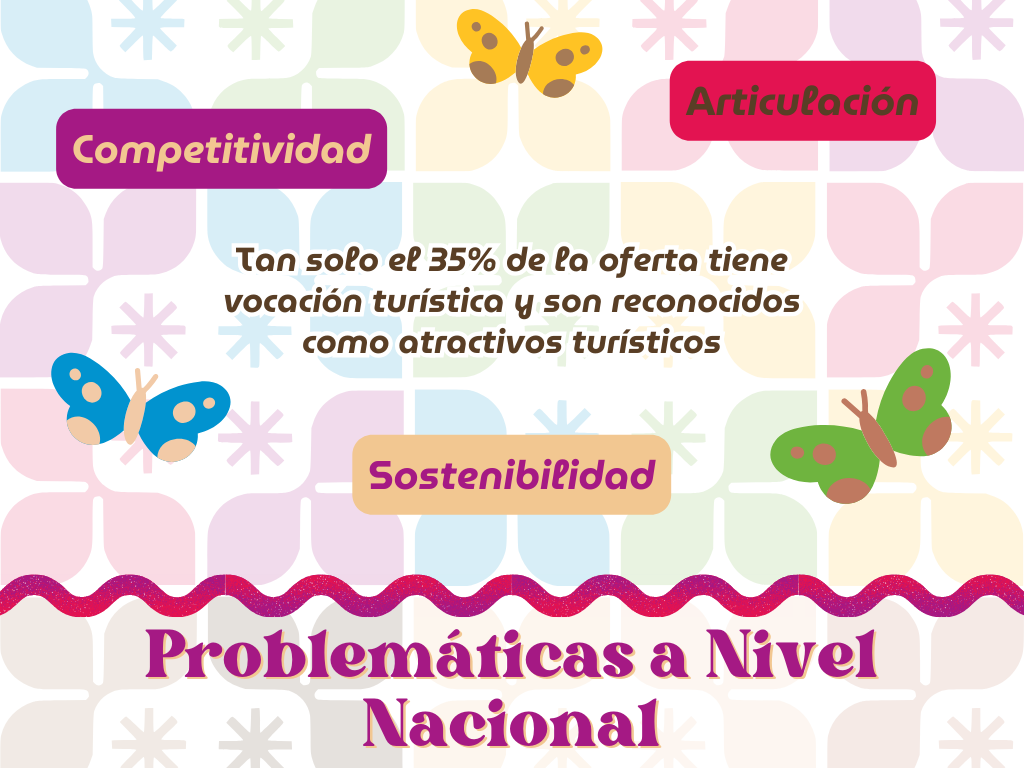 Articulación
Competitividad
Tan solo el 35% de la oferta tiene
vocación turística y son reconocidos
como atractivos turísticos
Sostenibilidad
Problemáticas a Nivel
Nacional